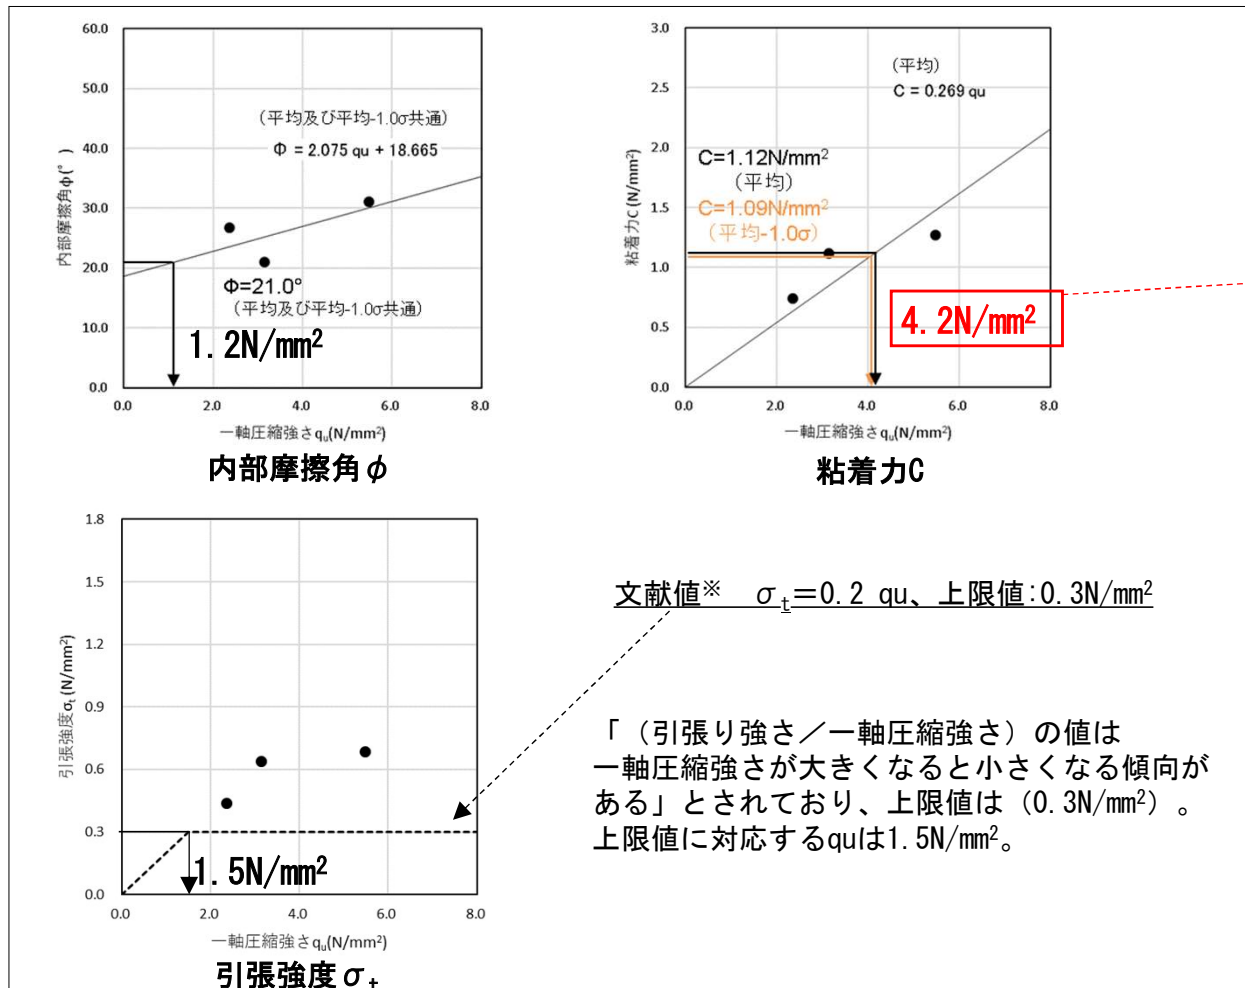 60.0
50.0
40.0
30.0
20.0
10.0
0.0
内部摩擦角φ(°)
(平均及び平均-1.0σ共通)
Φ = 2.075 qu + 18.665
Φ=21.0°
(平均及び平均-1.0σ共通)
1.2N/mm²
0.0 2.0 4.0 6.0 8.0
一軸圧縮強さqᵤ(N/mm²)
内部摩擦角φ
3.0
2.5
2.0
1.5
1.0
0.5
0.0
粘着力C(N/mm²)
(平均)
C = 0.269 qu
C=1.12N/mm²
(平均)
C=1.09N/mm²
(平均-1.0σ)
4.2N/mm²
0.0 2.0 4.0 6.0 8.0
一軸圧縮強さqᵤ(N/mm²)
粘着力C
1.8
1.5
1.2
0.9
0.6
0.3
0.0
引張強度σₜ(N/mm²)
1.5N/mm²
0.0 2.0 4.0 6.0 8.0
一軸圧縮強さqᵤ(N/mm²)
引張強度σₜ
文献値※ σₜ=0.2 qu、上限値:0.3N/mm²
「(引張り強さ/一軸圧縮強さ)の値は
一軸圧縮強さが大きくなると小さくなる傾向が
ある」とされており、上限値は(0.3N/mm²)。
上限値に対応するquは1.5N/mm²。